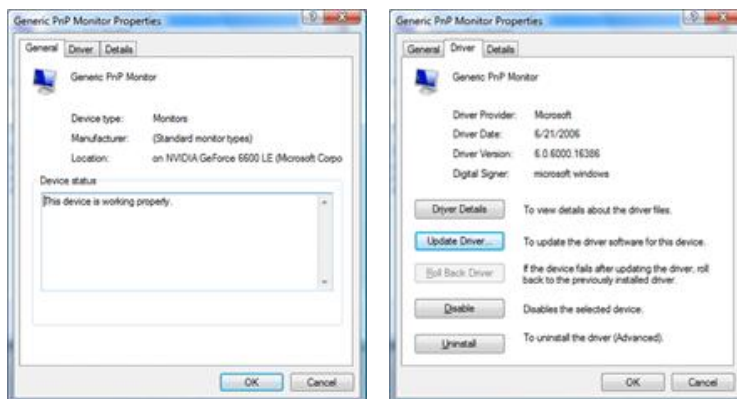 Generic PnP Monitor Properties
General Driver Details
Generic PnP Monitor
Device type: Monitors
Manufacturer: (Standard monitor types)
Location: on NVIDIA GeForce 6600 LE (Microsoft Corpo
Device status
This device is working properly.
OK Cancel
Generic PnP Monitor Properties
General Driver Details
Generic PnP Monitor
Driver Provider: Microsoft
Driver Date: 6/21/2006
Driver Version: 6.0.6000.16386
Digital Signer: microsoft windows
Driver Details To view details about the driver files.
Update Driver... To update the driver software for this device.
Roll Back Driver If the device fails after updating the driver, roll
back to the previously installed driver.
Disable Disables the selected device.
Uninstall To uninstall the driver (Advanced).
OK Cancel